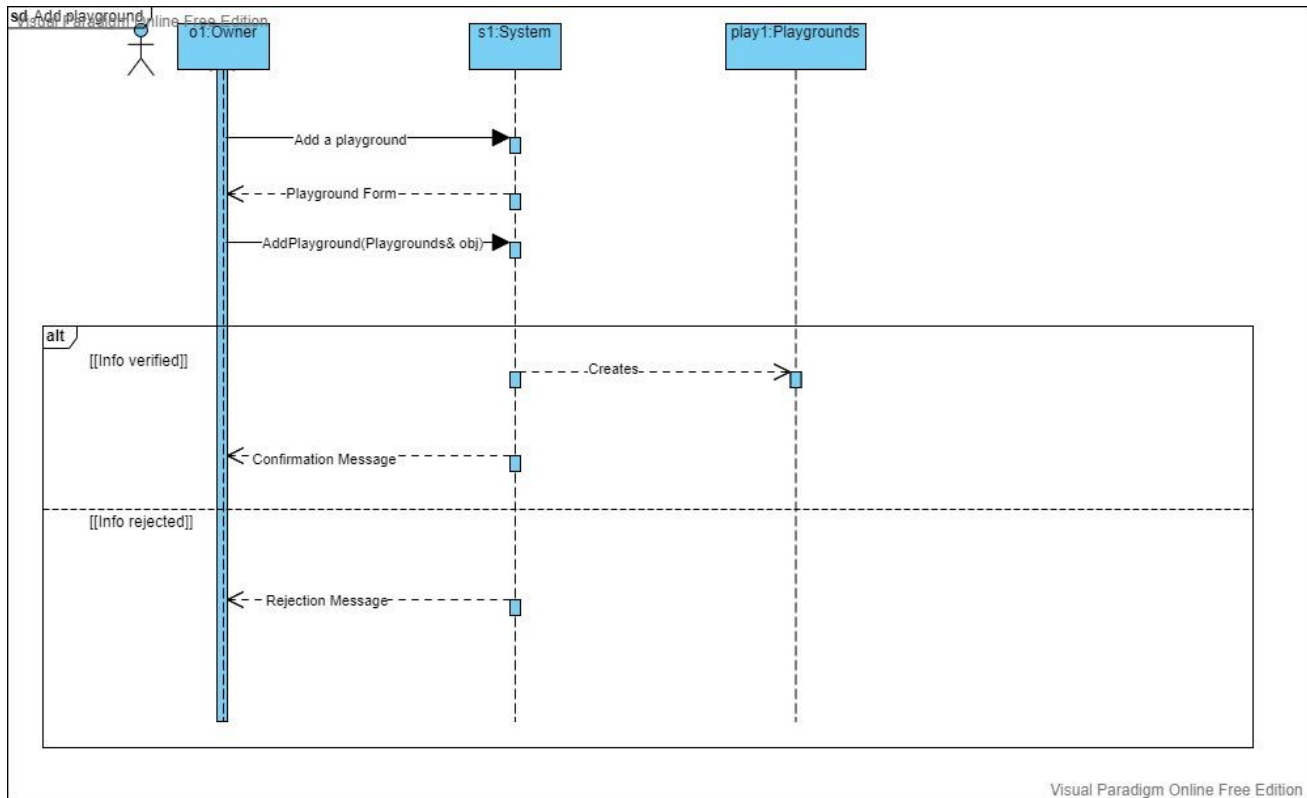 sd Add playground
Visual Paradigm Online Free Edition
o1:Owner
s1:System
play1:Playgrounds
Add a playground
Playground Form
AddPlayground(Playgrounds& obj)
alt
[[Info verified]]
Creates
Confirmation Message
[[Info rejected]]
Rejection Message
Visual Paradigm Online Free Edition